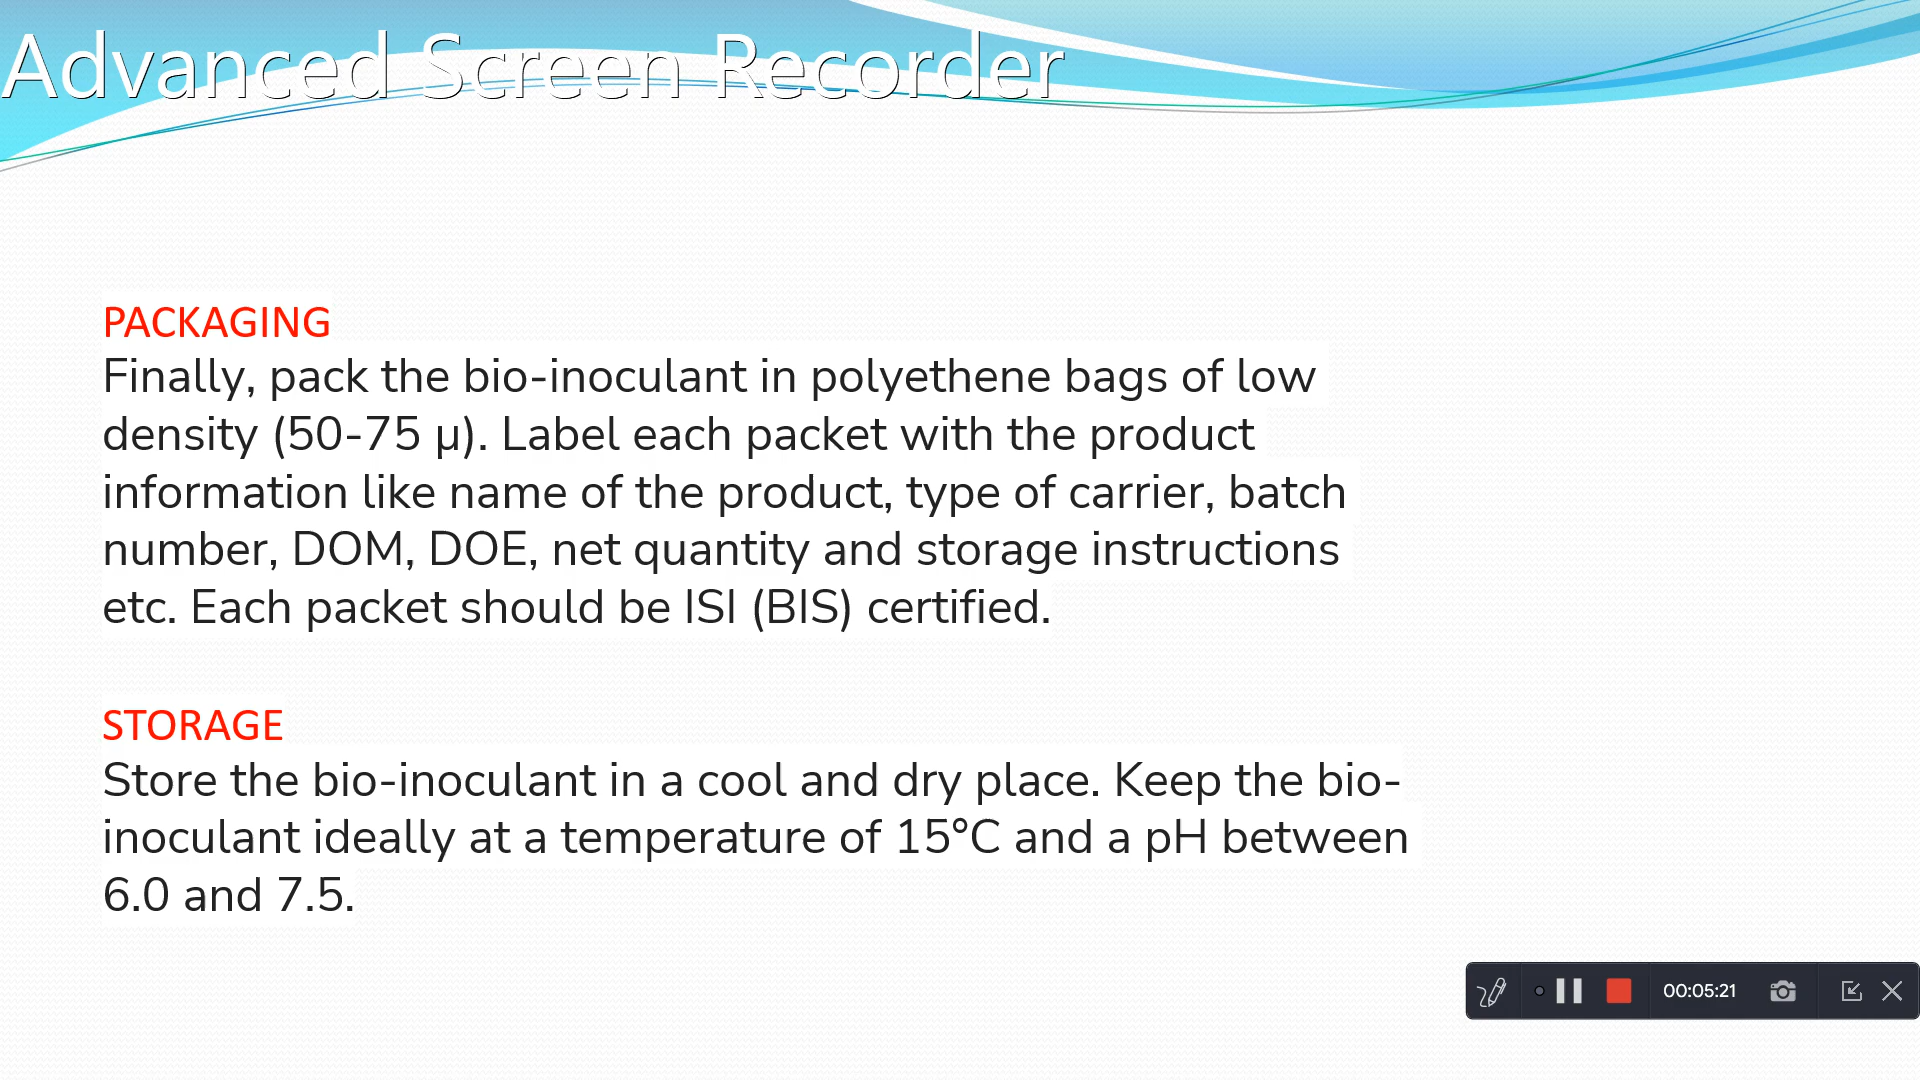 Advanced Screen Recorder
PACKAGING
Finally, pack the bio-inoculant in polyethene bags of low
density (50-75 µ). Label each packet with the product
information like name of the product, type of carrier, batch
number, DOM, DOE, net quantity and storage instructions
etc. Each packet should be ISI (BIS) certified.
STORAGE
Store the bio-inoculant in a cool and dry place. Keep the bio-
inoculant ideally at a temperature of 15°C and a pH between
6.0 and 7.5.
00:05:21